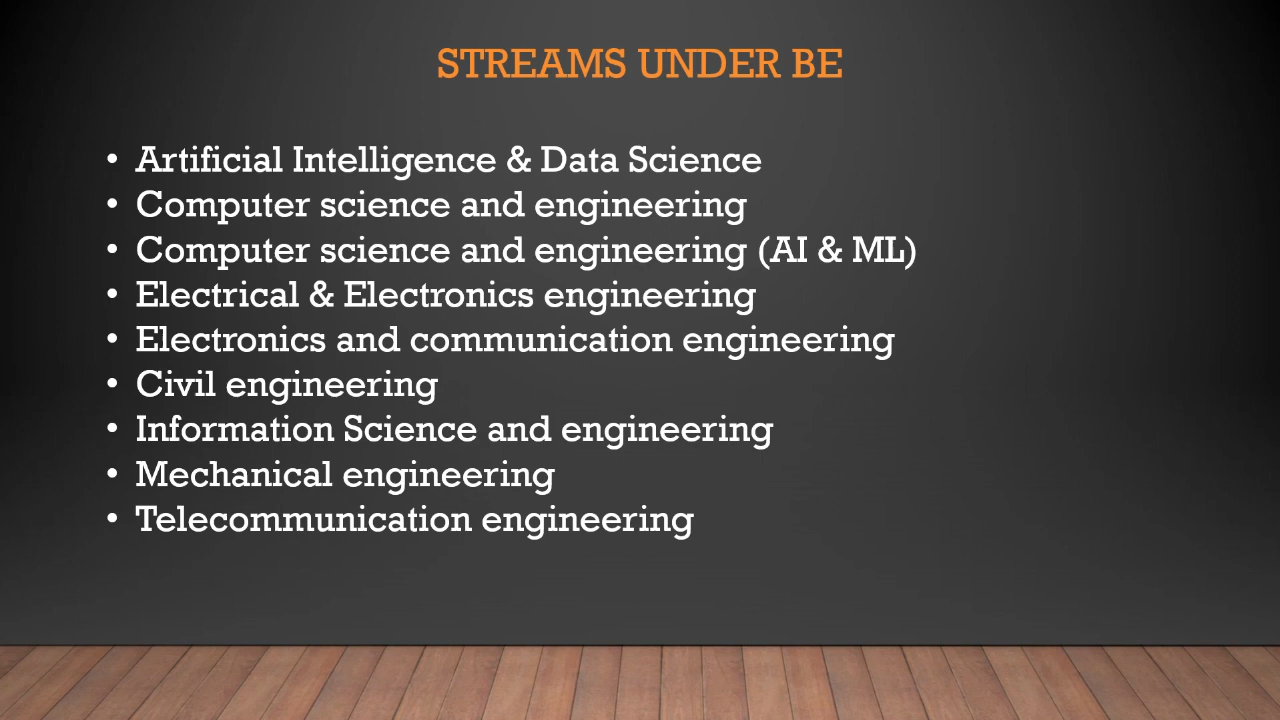 STREAMS UNDER BE
• Artificial Intelligence & Data Science
• Computer science and engineering
• Computer science and engineering (AI & ML)
• Electrical & Electronics engineering
• Electronics and communication engineering
• Civil engineering
• Information Science and engineering
• Mechanical engineering
• Telecommunication engineering